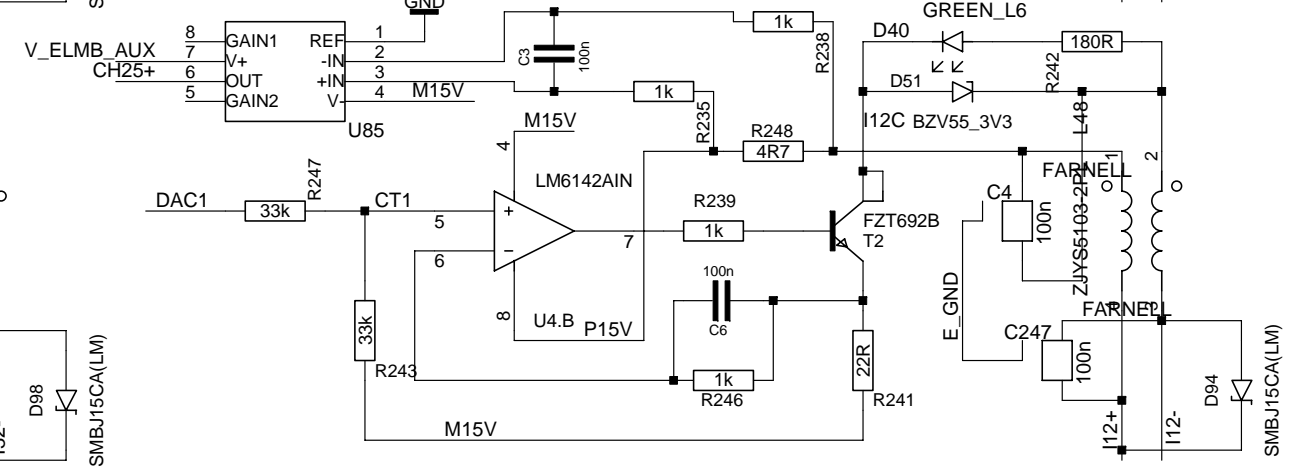 GND
GREEN_L6
8 GAIN1 REF 1
V_ELMB_AUX 7 V+ -IN 2
CH25+ 6 OUT +IN 3
5 GAIN2 V- 4 M15V
U85
C3 100n
1k R238
1k R235
D40
180R R242
D51
I12C BZV55_3V3
L48
M15V
4
R248
4R7
LM6142AIN
R247
DAC1 33k CT1
5 +
6 −
7
R239
1k
FZT692B
T2
FARNELL
1 2
C4
100n
ZJYS5103-2PL
E_GND
100n
C6
8 U4.B P15V
33k
R243
1k
R246
22R
R241
FARNELL
C247
100n
D94
SMBJ15CA(LM)
I12+
I12-
M15V
D98
SMBJ15CA(LM)